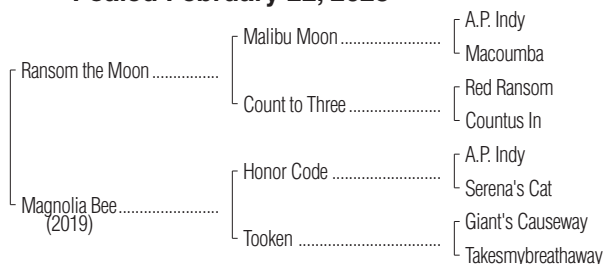 Foaled February 22,
A.P. Indy
Malibu Moon
Macoumba
Ransom the Moon
Red Ransom
Count to Three
Countus In
A.P. Indy
Honor Code
Serena's Cat
Magnolia Bee
(2019)
Giant's Causeway
Tooken
Takesmybreathaway